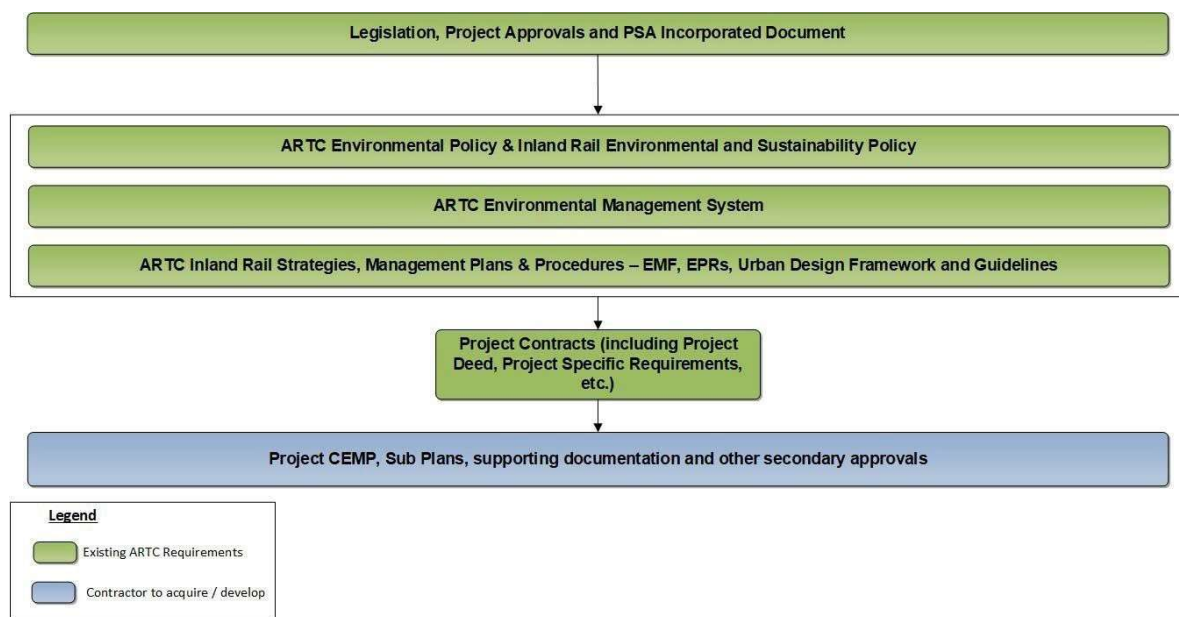 Legislation, Project Approvals and PSA Incorporated Document
ARTC Environmental Policy & Inland Rail Environmental and Sustainability Policy
ARTC Environmental Management System
ARTC Inland Rail Strategies, Management Plans & Procedures – EMF, EPRs, Urban Design Framework and Guidelines
Project Contracts (including Project
Deed, Project Specific Requirements,
etc.)
Project CEMP, Sub Plans, supporting documentation and other secondary approvals
Legend
Existing ARTC Requirements
Contractor to acquire / develop